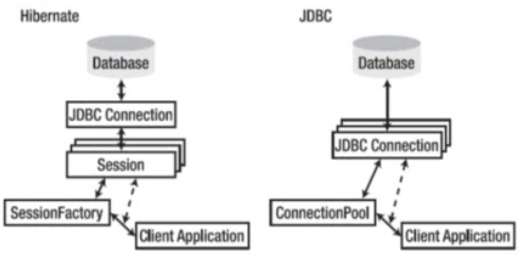 Hibernate
Database
JDBC Connection
Session
SessionFactory
Client Application
JDBC
Database
JDBC Connection
ConnectionPool
Client Application